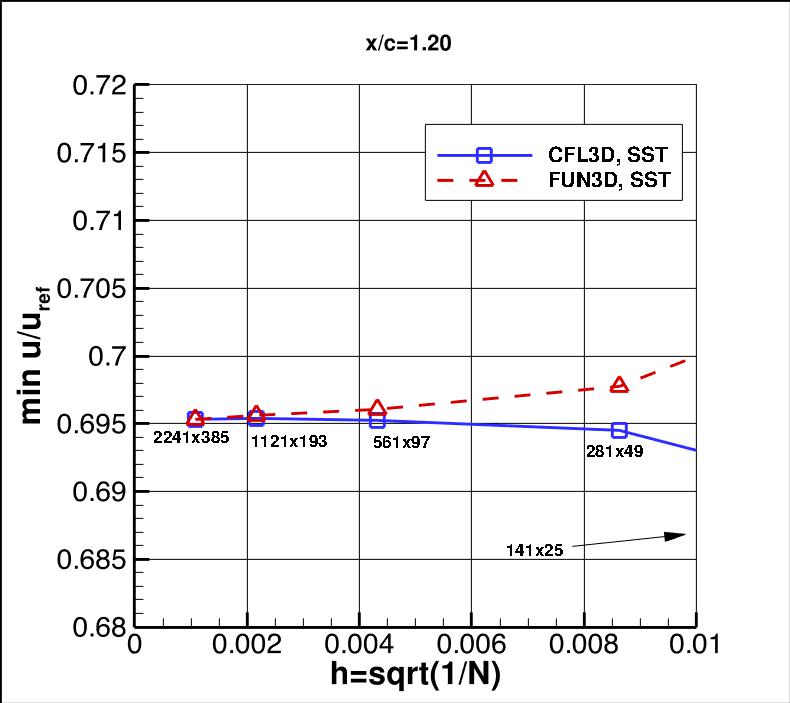 x/c=1.20
0.72
0.715
0.71
0.705
0.7
0.695
0.69
0.685
0.68
min u/u_ref
CFL3D, SST
FUN3D, SST
2241x385
1121x193
561x97
281x49
141x25
0
0.002
0.004
0.006
0.008
0.01
h=sqrt(1/N)